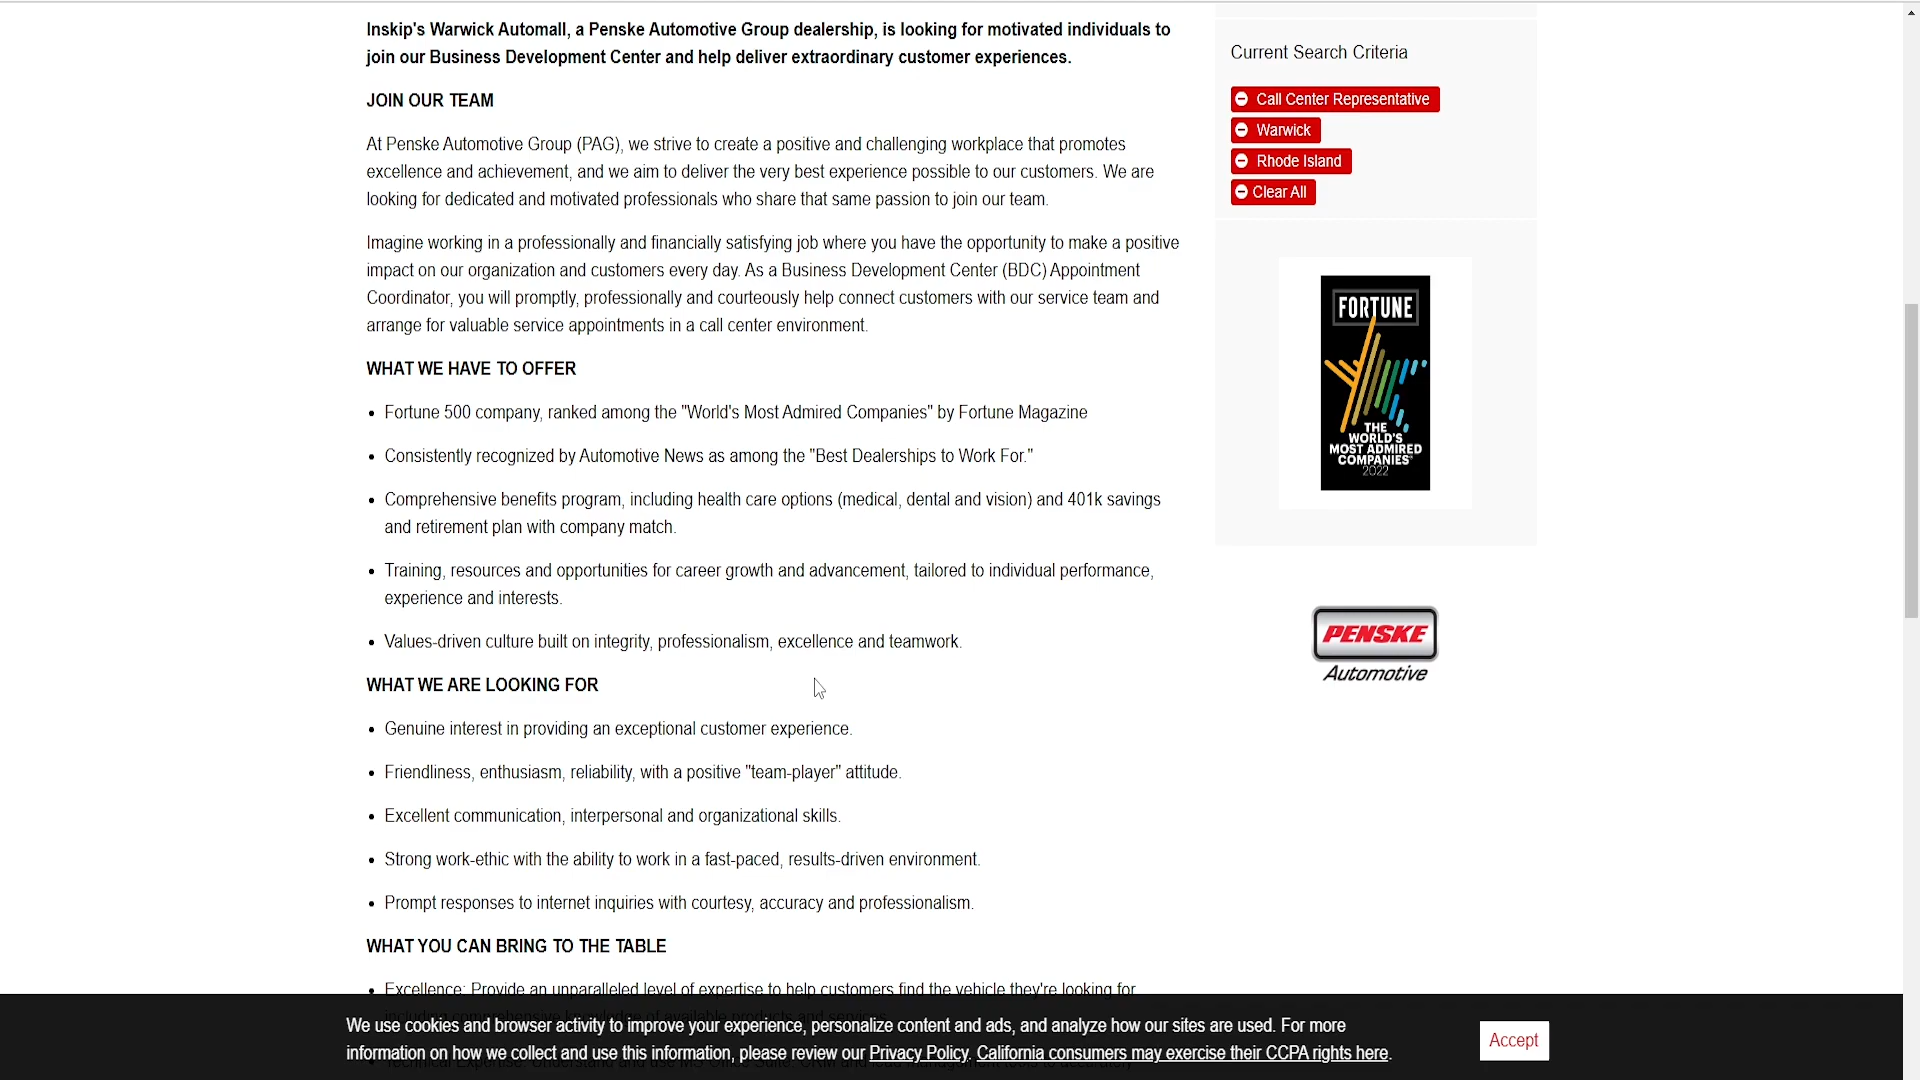 Inskip's Warwick Automall, a Penske Automotive Group dealership, is looking for motivated individuals to
join our Business Development Center and help deliver extraordinary customer experiences.
JOIN OUR TEAM
At Penske Automotive Group (PAG), we strive to create a positive and challenging workplace that promotes
excellence and achievement, and we aim to deliver the very best experience possible to our customers. We are
looking for dedicated and motivated professionals who share that same passion to join our team.
Imagine working in a professionally and financially satisfying job where you have the opportunity to make a positive
impact on our organization and customers every day. As a Business Development Center (BDC) Appointment
Coordinator, you will promptly, professionally and courteously help connect customers with our service team and
arrange for valuable service appointments in a call center environment.
WHAT WE HAVE TO OFFER
• Fortune 500 company, ranked among the "World's Most Admired Companies" by Fortune Magazine
• Consistently recognized by Automotive News as among the "Best Dealerships to Work For."
• Comprehensive benefits program, including health care options (medical, dental and vision) and 401k savings
and retirement plan with company match.
• Training, resources and opportunities for career growth and advancement, tailored to individual performance,
experience and interests.
• Values-driven culture built on integrity, professionalism, excellence and teamwork.
WHAT WE ARE LOOKING FOR
• Genuine interest in providing an exceptional customer experience.
• Friendliness, enthusiasm, reliability, with a positive "team-player" attitude.
• Excellent communication, interpersonal and organizational skills.
• Strong work-ethic with the ability to work in a fast-paced, results-driven environment.
• Prompt responses to internet inquiries with courtesy, accuracy and professionalism.
WHAT YOU CAN BRING TO THE TABLE
• Excellence: Provide an unparalleled level of expertise to help customers find the vehicle they're looking for
Current Search Criteria
Call Center Representative
Warwick
Rhode Island
Clear All
FORTUNE
THE
WORLD'S
MOST ADMIRED
COMPANIES
2022
PENSKE
Automotive
We use cookies and browser activity to improve your experience, personalize content and ads, and analyze how our sites are used. For more
information on how we collect and use this information, please review our Privacy Policy. California consumers may exercise their CCPA rights here.
Accept